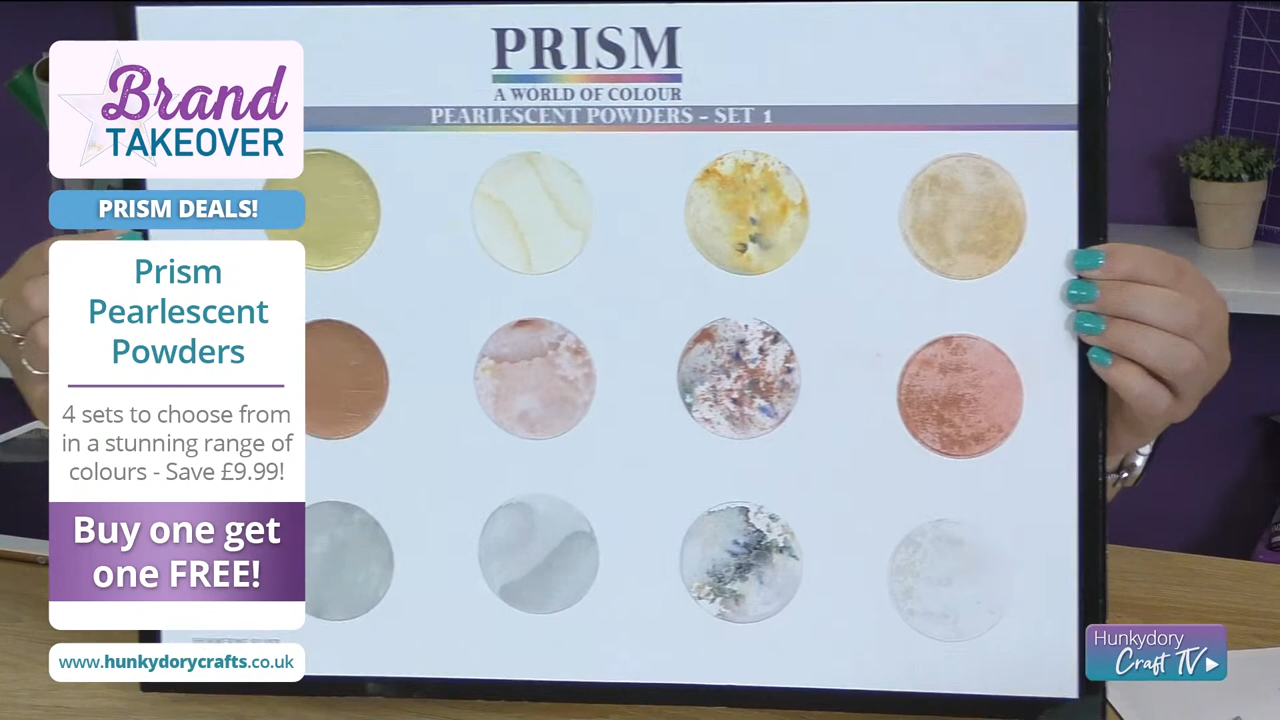 PRISM
A WORLD OF COLOUR
PEARLESCENT POWDERS - SET 1
Brand
TAKEOVER
PRISM DEALS!
Prism
Pearlescent
Powders
4 sets to choose from
in a stunning range of
colours - Save £9.99!
Buy one get
one FREE!
www.hunkydorycrafts.co.uk
Hunkydory
Craft TV